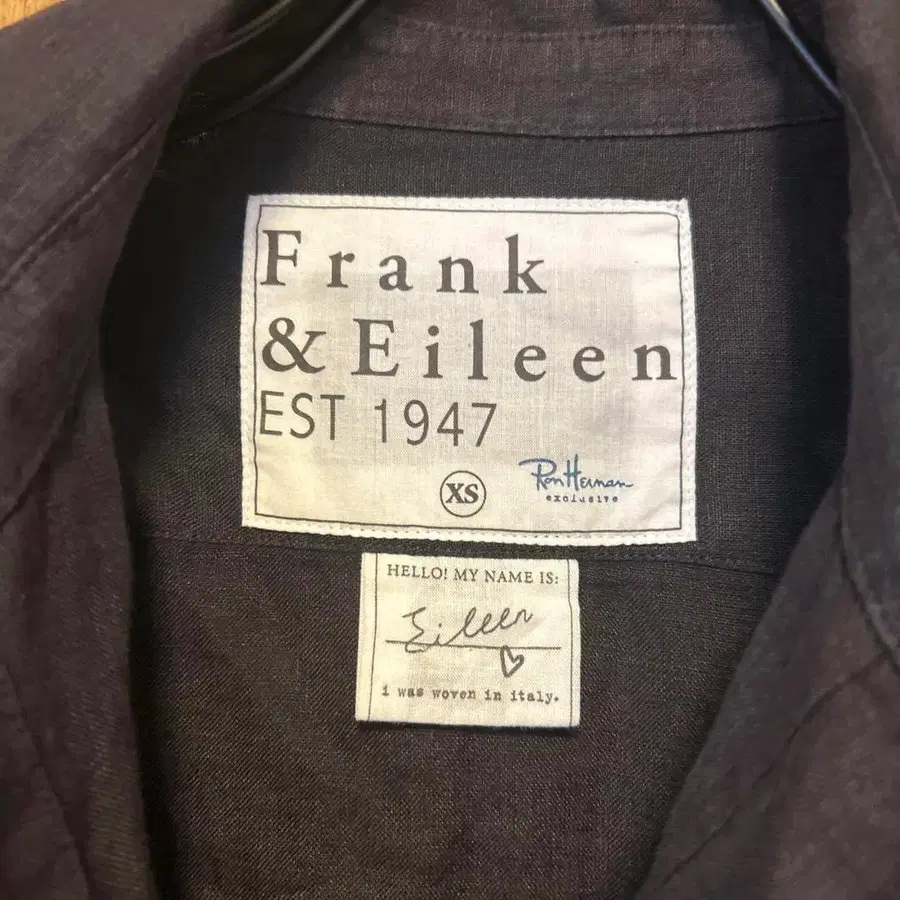 Frank
& Eileen
EST 1947
XS
Ron Herman
exclusive
HELLO! MY NAME IS:
Eileen
i was woven in italy.